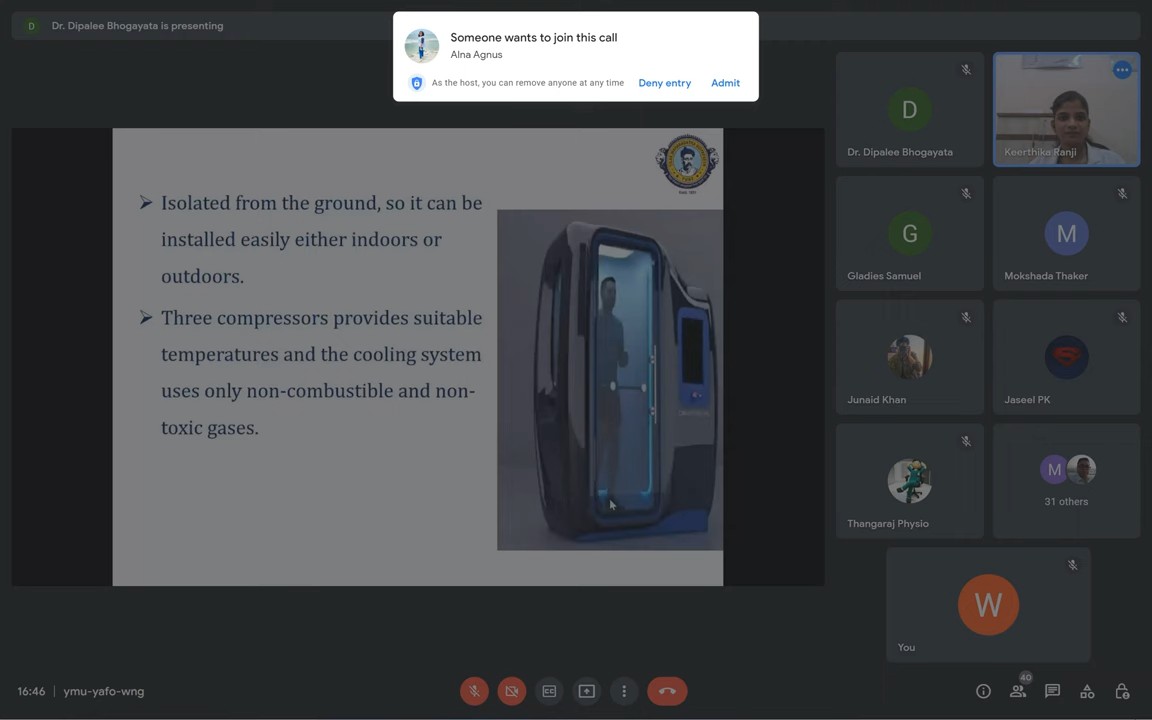 D Dr. Dipalee Bhogayata is presenting
Someone wants to join this call
Alna Agnus
As the host, you can remove anyone at any time Deny entry Admit
➢ Isolated from the ground, so it can be
installed easily either indoors or
outdoors.
➢ Three compressors provides suitable
temperatures and the cooling system
uses only non-combustible and non-
toxic gases.
D
Dr. Dipalee Bhogayata
Keerthika Ranji
G
Gladies Samuel
M
Mokshada Thaker
Junaid Khan
Jaseel PK
Thangaraj Physio
M
31 others
W
You
16:46 | ymu-yafo-wng
CC
40